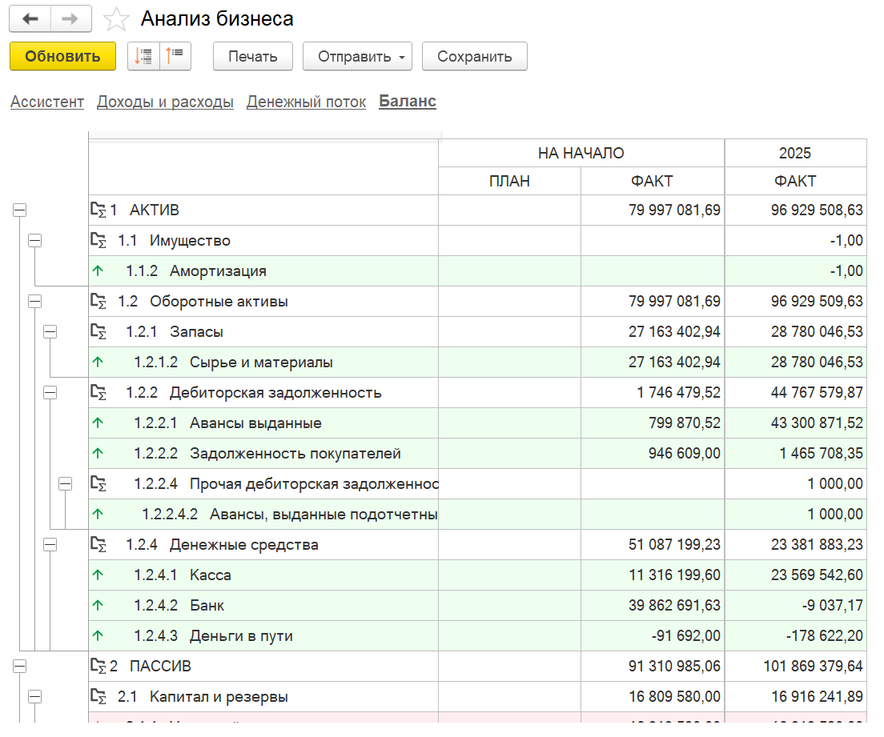 Анализ бизнеса
Обновить Печать Отправить Сохранить
Ассистент Доходы и расходы Денежный поток Баланс
НА НАЧАЛО 2025
ПЛАН ФАКТ ФАКТ
1 АКТИВ 79 997 081,69 96 929 508,63
1.1 Имущество -1,00
1.1.2 Амортизация -1,00
1.2 Оборотные активы 79 997 081,69 96 929 509,63
1.2.1 Запасы 27 163 402,94 28 780 046,53
1.2.1.2 Сырье и материалы 27 163 402,94 28 780 046,53
1.2.2 Дебиторская задолженность 1 746 479,52 44 767 579,87
1.2.2.1 Авансы выданные 799 870,52 43 300 871,52
1.2.2.2 Задолженность покупателей 946 609,00 1 465 708,35
1.2.2.4 Прочая дебиторская задолженнос 1 000,00
1.2.2.4.2 Авансы, выданные подотчетны 1 000,00
1.2.4 Денежные средства 51 087 199,23 23 381 883,23
1.2.4.1 Касса 11 316 199,60 23 569 542,60
1.2.4.2 Банк 39 862 691,63 -9 037,17
1.2.4.3 Деньги в пути -91 692,00 -178 622,20
2 ПАССИВ 91 310 985,06 101 869 379,64
2.1 Капитал и резервы 16 809 580,00 16 916 241,89